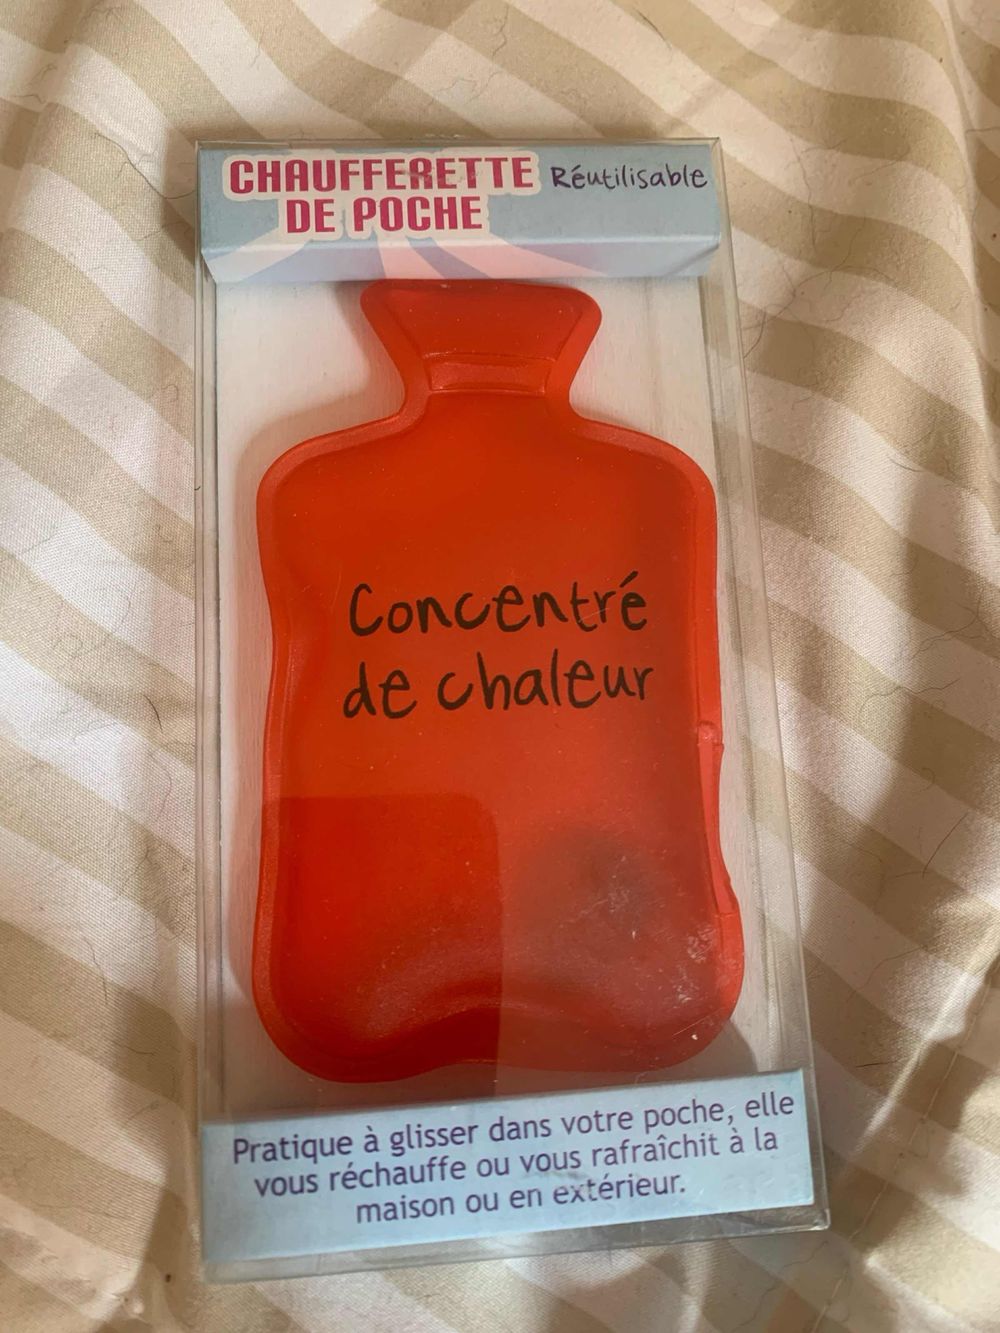 CHAUFFERETTE Réutilisable
DE POCHE
Concentré
de chaleur
Pratique à glisser dans votre poche, elle
vous réchauffe ou vous rafraîchit à la
maison ou en extérieur.